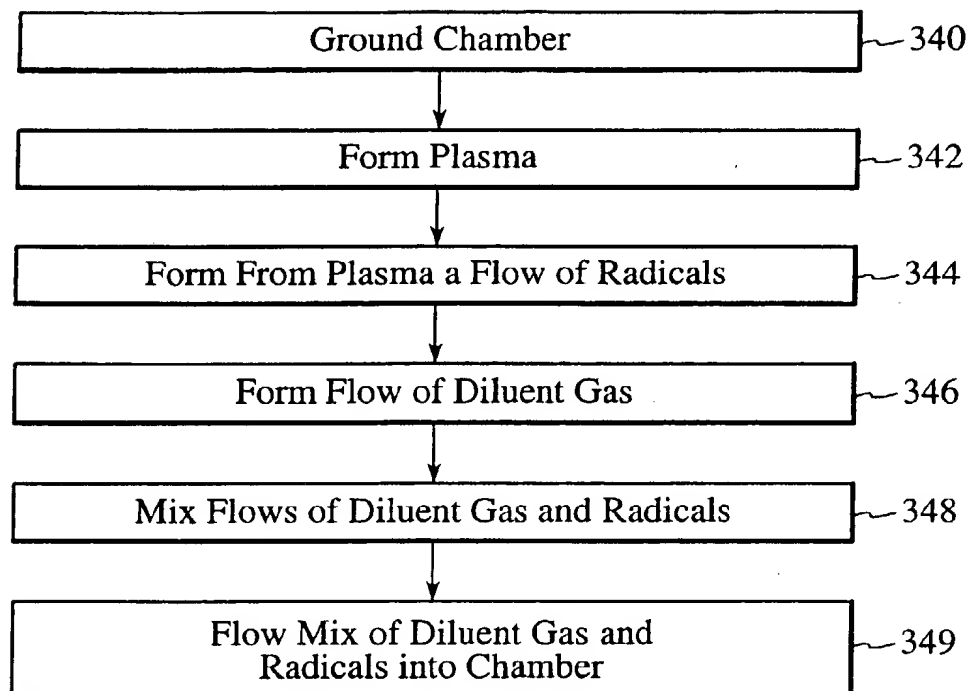 Ground Chamber 340
Form Plasma 342
Form From Plasma a Flow of Radicals 344
Form Flow of Diluent Gas 346
Mix Flows of Diluent Gas and Radicals 348
Flow Mix of Diluent Gas and
Radicals into Chamber 349